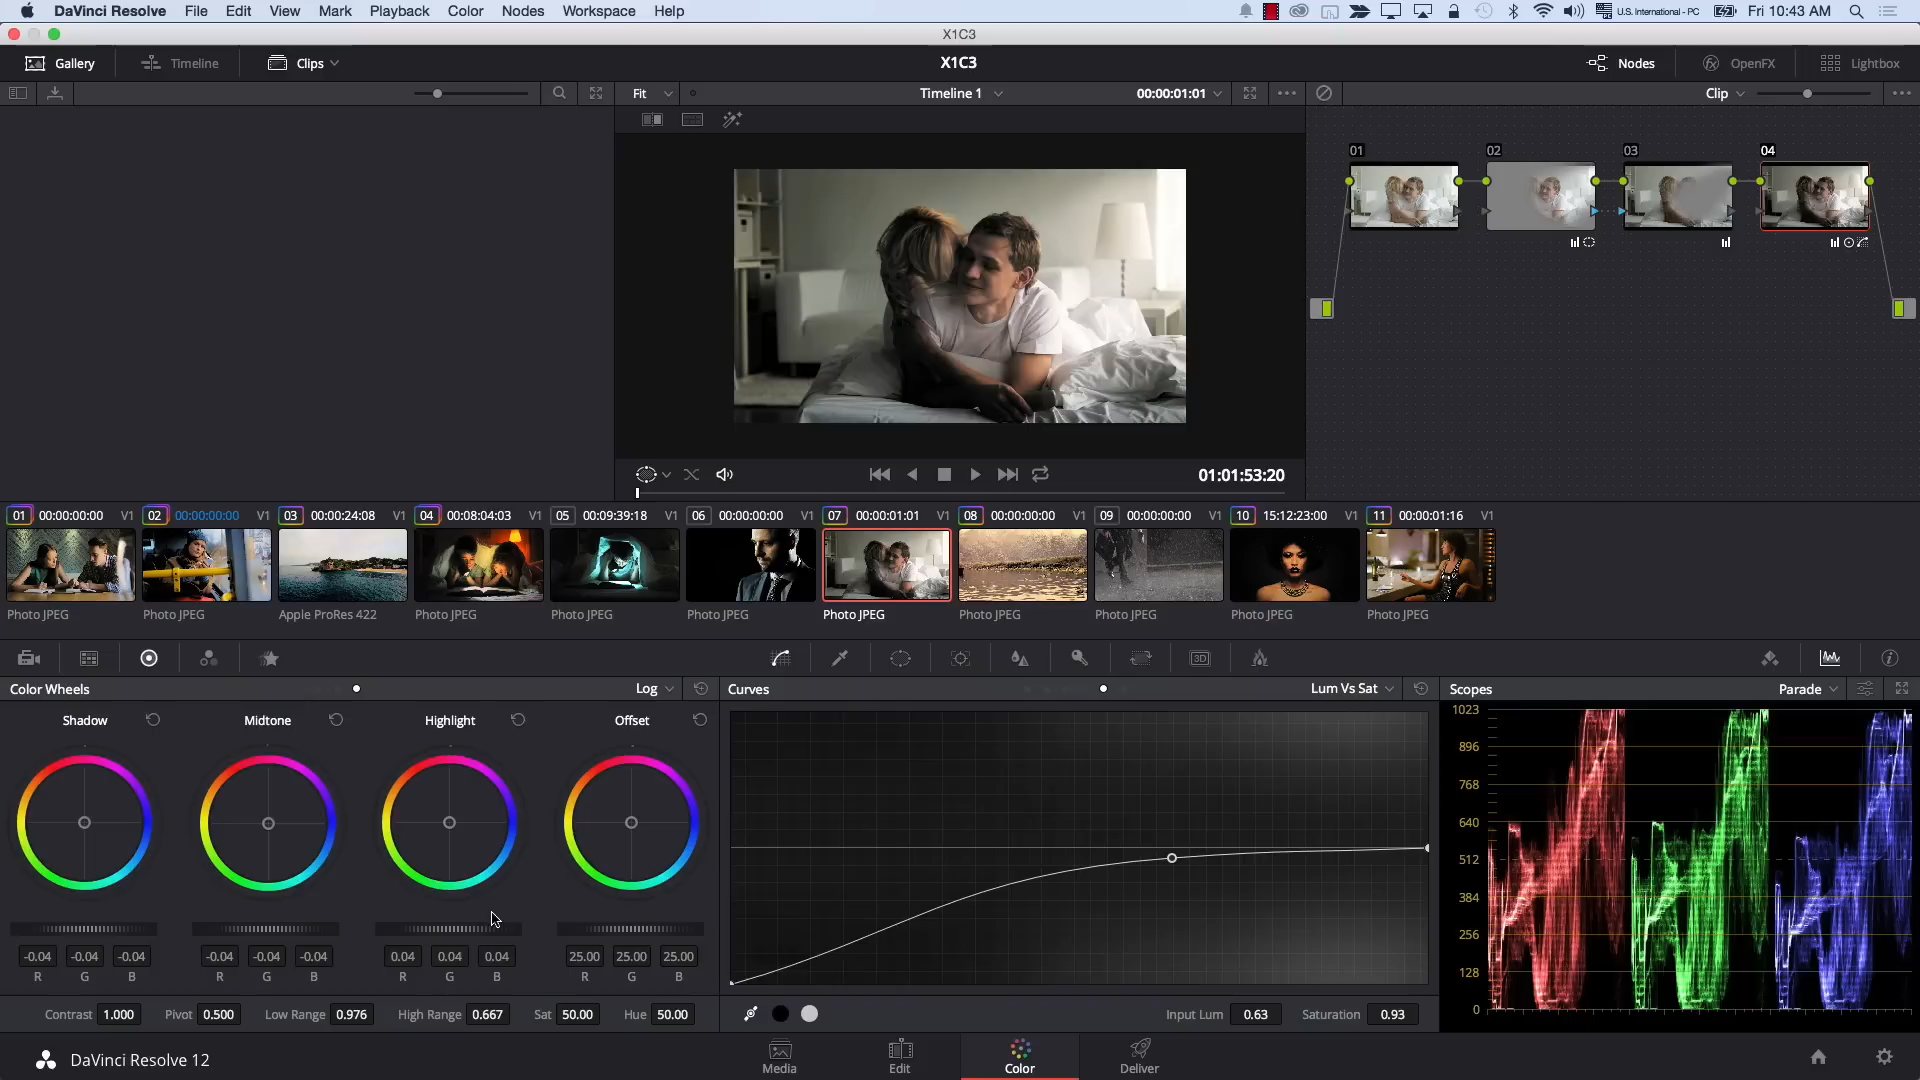 DaVinci Resolve File Edit View Mark Playback Color Nodes Workspace Help U.S. International - PC Fri 10:43 AM
X1C3
Gallery Timeline Clips X1C3 Nodes OpenFX Lightbox
Fit Timeline 1 00:00:01:01 Clip
01 02 03 04
01:01:53:20
01 00:00:00:00 V1 02 00:00:00:00 V1 03 00:00:24:08 V1 04 00:08:04:03 V1 05 00:09:39:18 V1 06 00:00:00:00 V1 07 00:00:01:01 V1 08 00:00:00:00 V1 09 00:00:00:00 V1 10 15:12:23:00 V1 11 00:00:01:16 V1
Photo JPEG Photo JPEG Apple ProRes 422 Photo JPEG Photo JPEG Photo JPEG Photo JPEG Photo JPEG Photo JPEG Photo JPEG Photo JPEG
3D
Color Wheels Log Curves Lum Vs Sat Scopes Parade
Shadow Midtone Highlight Offset
1023
896
768
640
512
384
256
128
0
-0.04 -0.04 -0.04 -0.04 -0.04 -0.04 0.04 0.04 0.04 25.00 25.00 25.00
R G B R G B R G B R G B
Contrast 1.000 Pivot 0.500 Low Range 0.976 High Range 0.667 Sat 50.00 Hue 50.00 Input Lum 0.63 Saturation 0.93
DaVinci Resolve 12 Media Edit Color Deliver